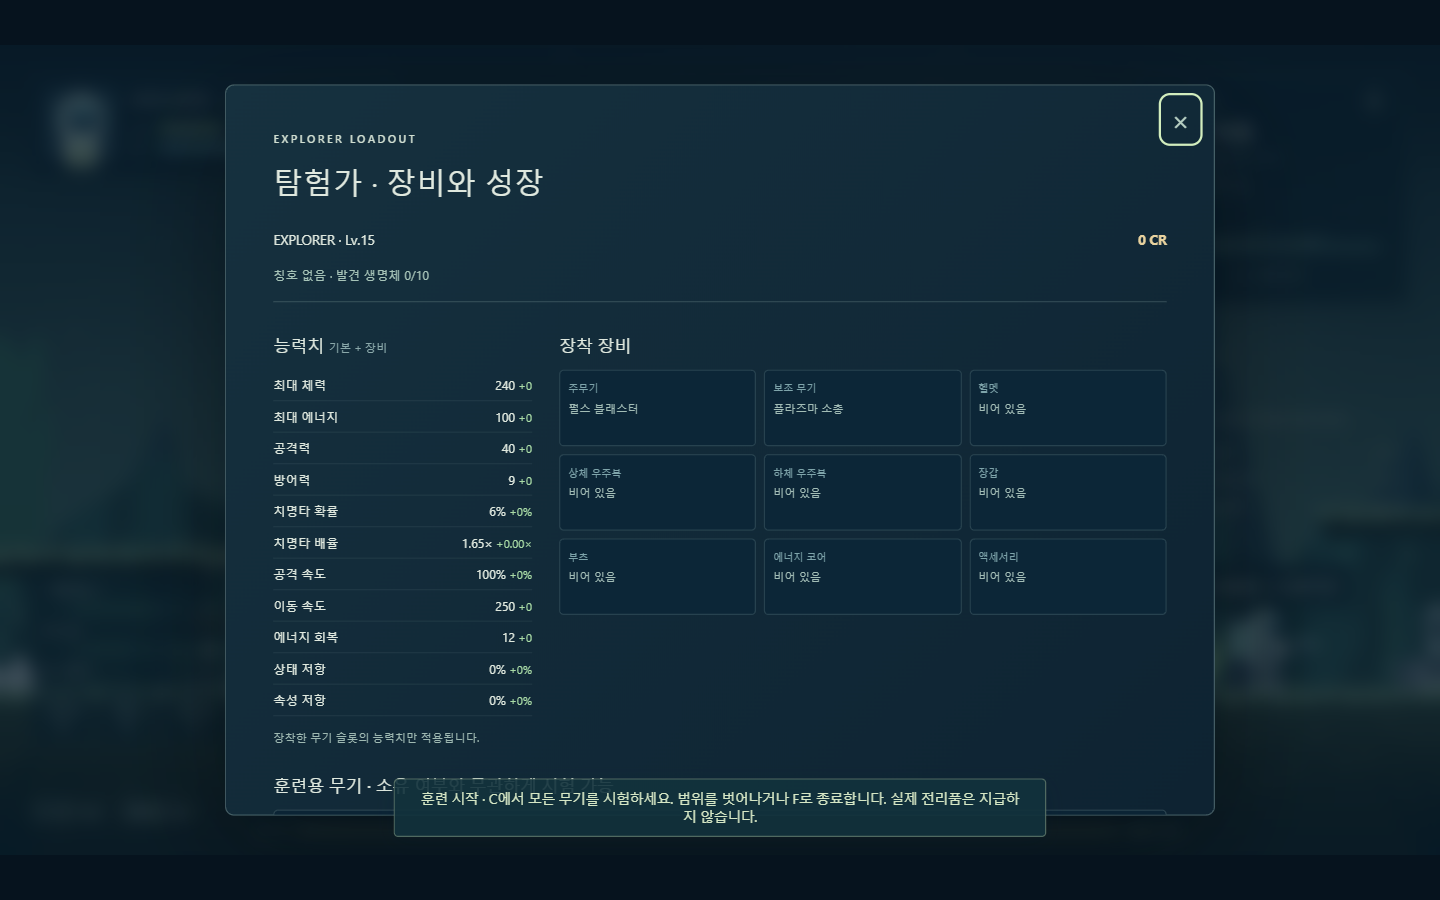 EXPLORER LOADOUT
×
탐험가 · 장비와 성장
EXPLORER · Lv.15
0 CR
칭호 없음 · 발견 생명체 0/10
능력치 기본 + 장비
최대 체력 240 +0
최대 에너지 100 +0
공격력 40 +0
방어력 9 +0
치명타 확률 6% +0%
치명타 배율 1.65× +0.00×
공격 속도 100% +0%
이동 속도 250 +0
에너지 회복 12 +0
상태 저항 0% +0%
속성 저항 0% +0%
장착한 무기 슬롯의 능력치만 적용됩니다.
장착 장비
주무기
펄스 블래스터
보조 무기
플라즈마 소총
헬멧
비어 있음
상체 우주복
비어 있음
하체 우주복
비어 있음
장갑
비어 있음
부츠
비어 있음
에너지 코어
비어 있음
액세서리
비어 있음
훈련용 무기 · 소유 여부와 무관하게 시험 가능
훈련 시작 · C에서 모든 무기를 시험하세요. 범위를 벗어나거나 F로 종료합니다. 실제 전리품은 지급하
지 않습니다.